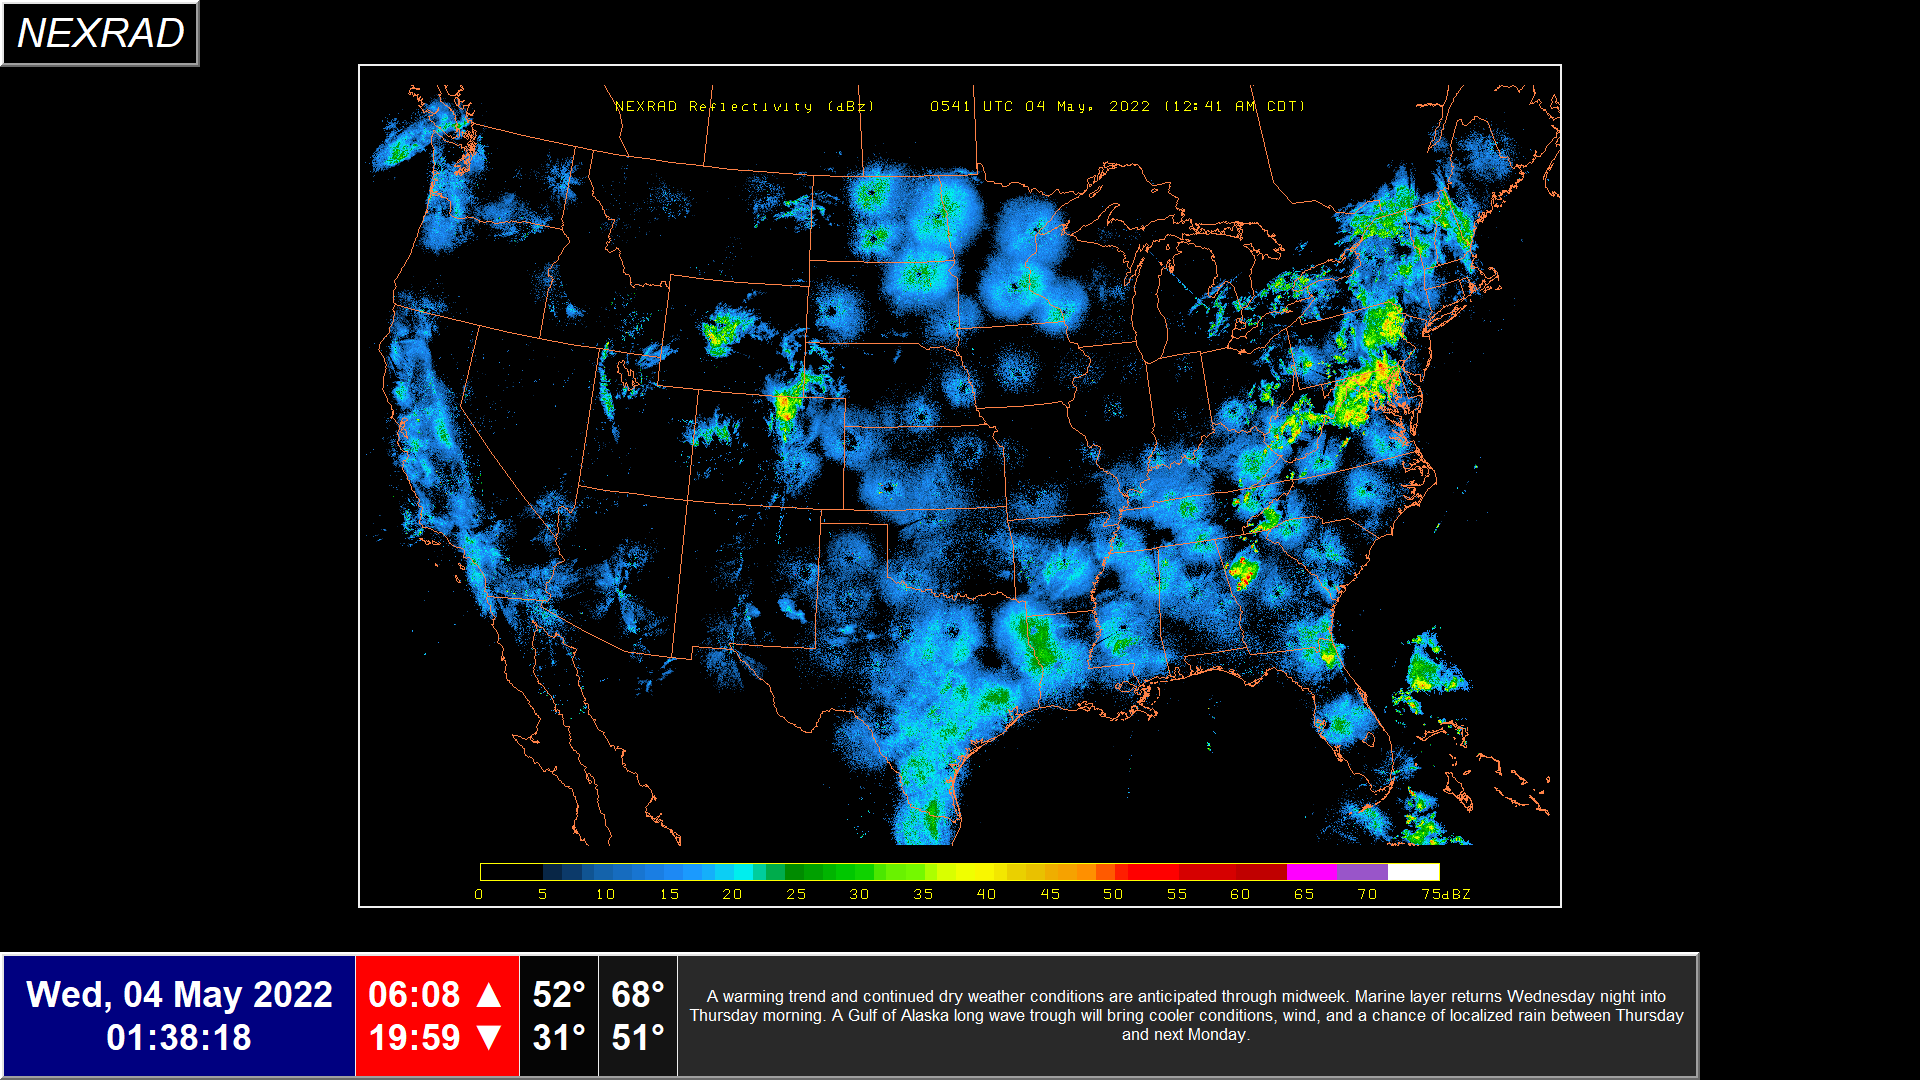 NEXRAD
NEXRAD Reflectivity (dBz) 0541 UTC 04 May, 2022 (12:41 AM CDT)
0 5 10 15 20 25 30 35 40 45 50 55 60 65 70 75dBZ
Wed, 04 May 2022
01:38:18
06:08 ▲
19:59 ▼
52°
31°
68°
51°
A warming trend and continued dry weather conditions are anticipated through midweek. Marine layer returns Wednesday night into
Thursday morning. A Gulf of Alaska long wave trough will bring cooler conditions, wind, and a chance of localized rain between Thursday
and next Monday.